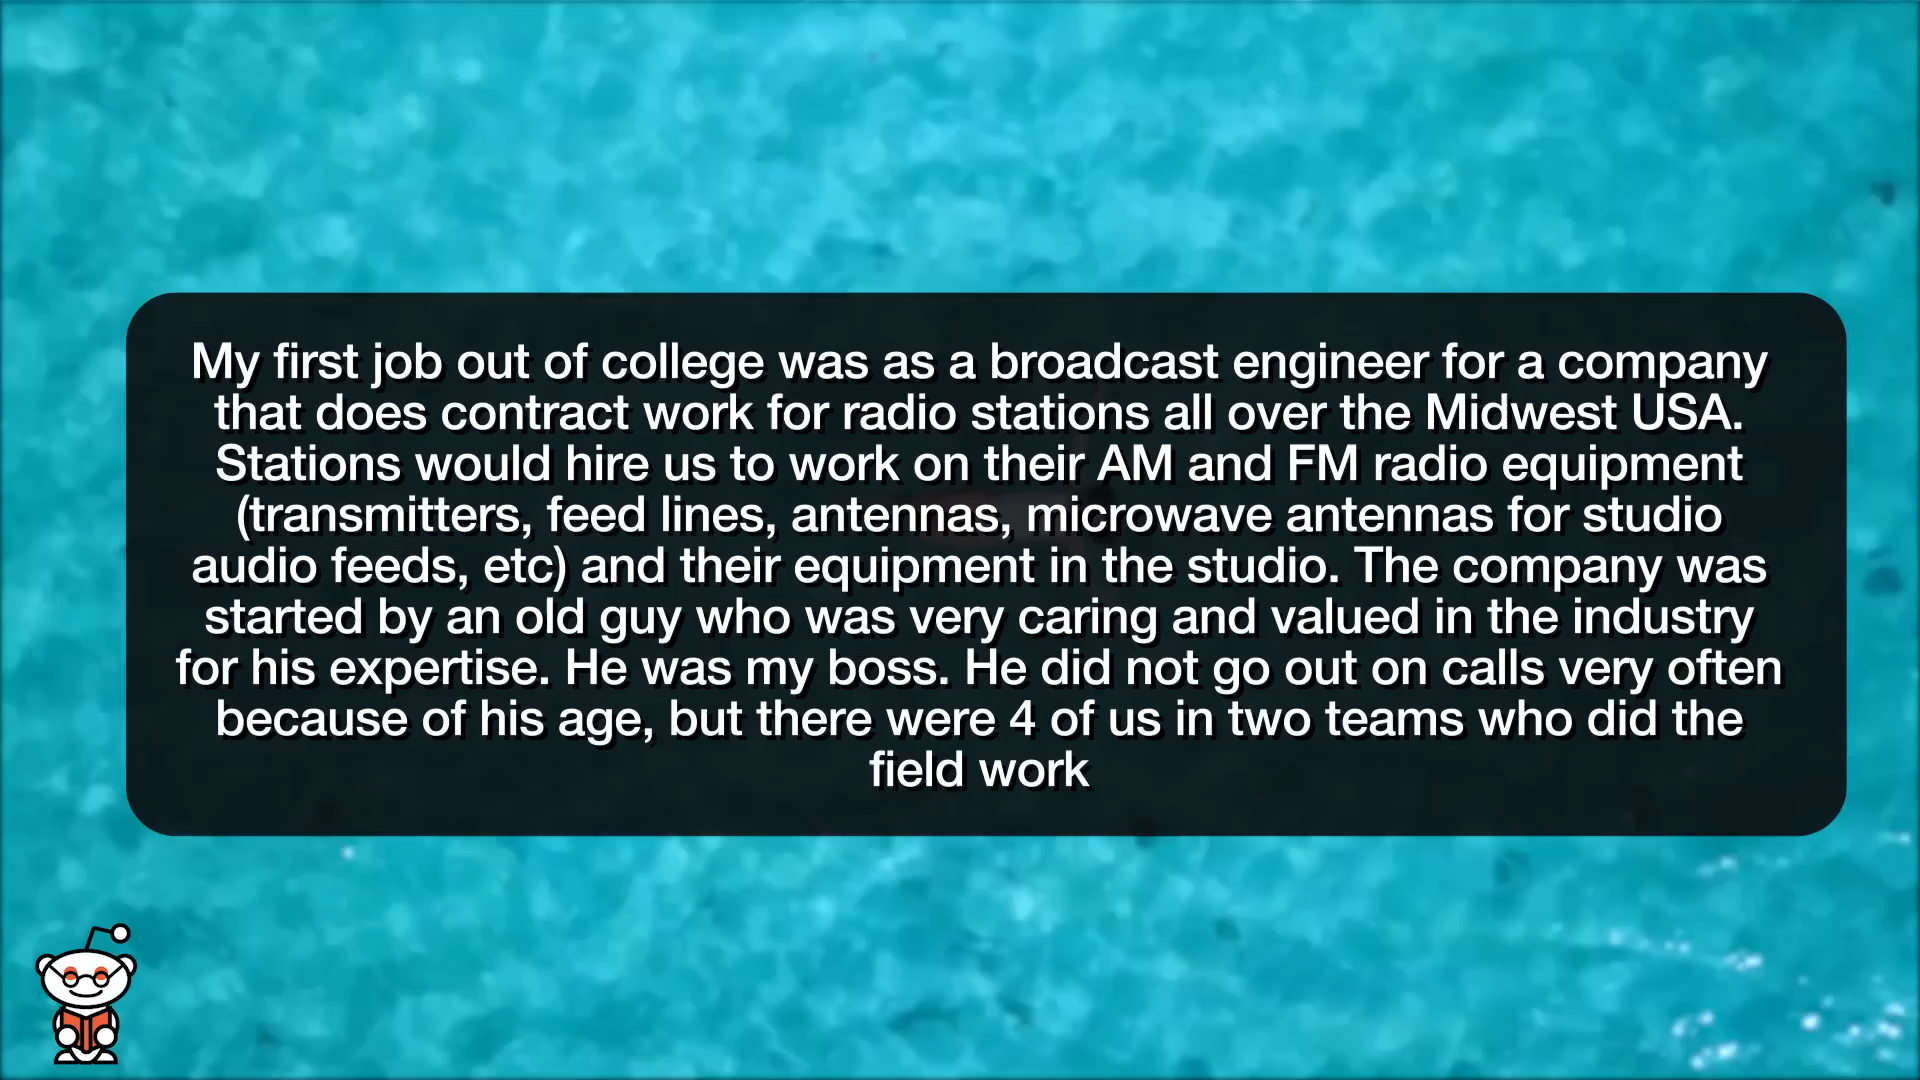 My first job out of college was as a broadcast engineer for a company
that does contract work for radio stations all over the Midwest USA.
Stations would hire us to work on their AM and FM radio equipment
(transmitters, feed lines, antennas, microwave antennas for studio
audio feeds, etc) and their equipment in the studio. The company was
started by an old guy who was very caring and valued in the industry
for his expertise. He was my boss. He did not go out on calls very often
because of his age, but there were 4 of us in two teams who did the
field work